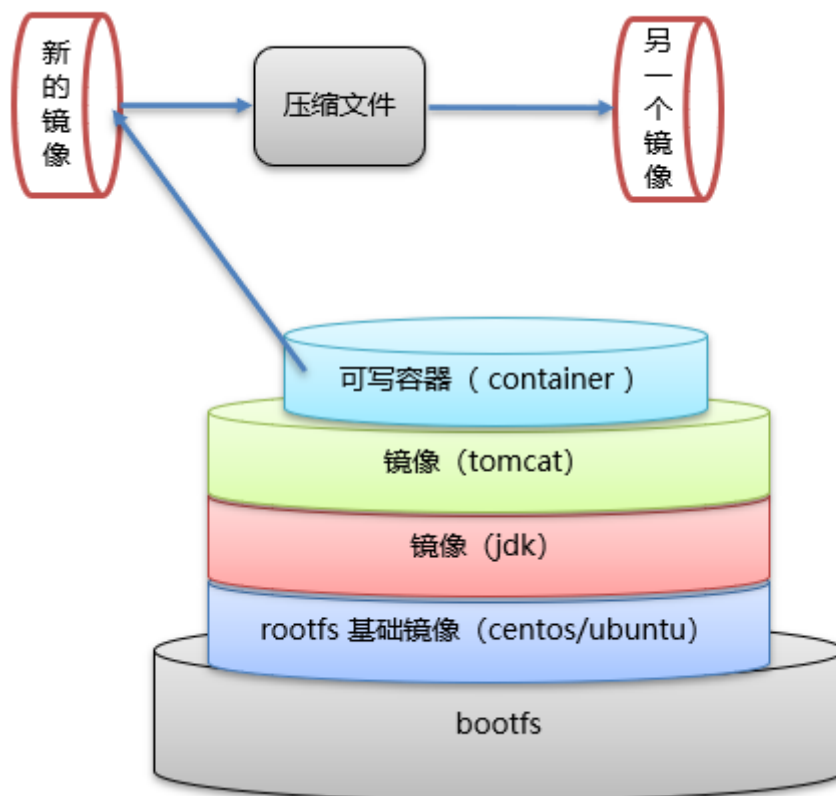 新的镜像
压缩文件
另一个镜像
可写容器（ container ）
镜像（tomcat）
镜像（jdk）
rootfs 基础镜像（centos/ubuntu）
bootfs